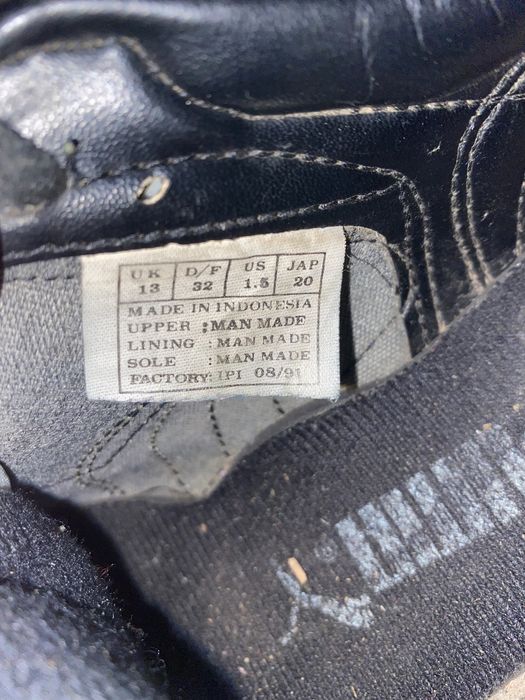 UK D/F US JAP
13 32 1.5 20
MADE IN INDONESIA
UPPER : MAN MADE
LINING : MAN MADE
SOLE : MAN MADE
FACTORY: IPI 08/91